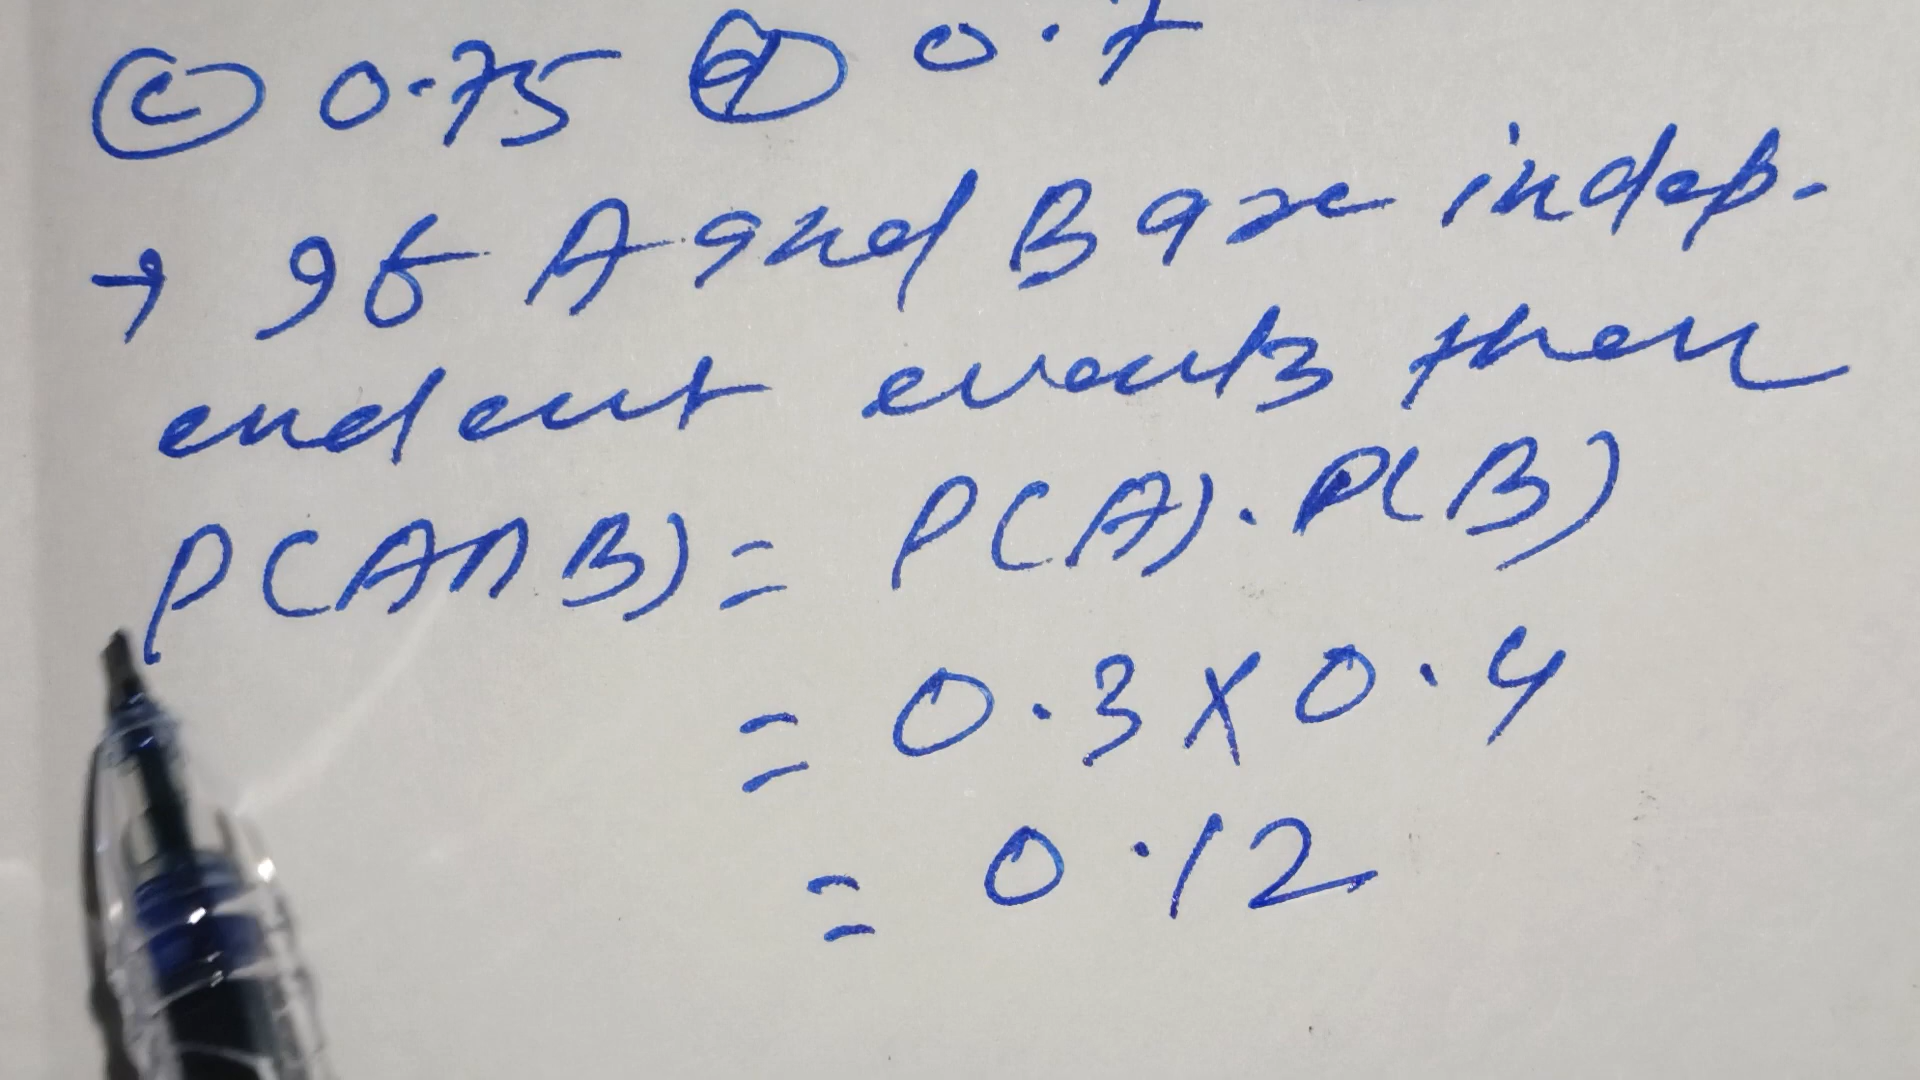 (c) 0.75 (d) 0.7
→ If A and B are indep-
endent events then
P(A∩B) = P(A). P(B)
= 0.3 x 0.4
= 0.12